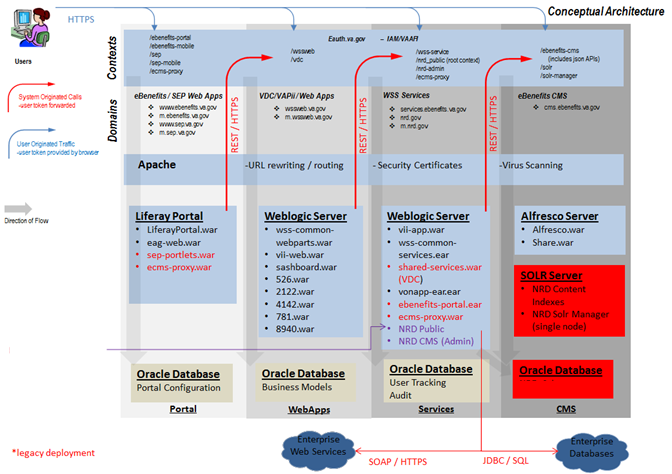 Conceptual Architecture
HTTPS
Users
System Originated Calls
-user token forwarded
User Originated Traffic
-user token provided by browser
Direction of Flow
Contexts
/ebenefits-portal
/ebenefits-mobile
/sep
/sep-mobile
/ecms-proxy
Eauth.va.gov – IAM/VAAFI
/wssweb
/vdc
/wss-service
/nrd_public (root context)
/nrd-admin
/ecms-proxy
/ebenefits-cms
(includes json APIs)
/solr
/solr-manager
Domains
eBenefits / SEP Web Apps
www.ebenefits.va.gov
m.ebenefits.va.gov
www.sep.va.gov
m.sep.va.gov
REST / HTTPS
VDC/VAPii/Web Apps
wssweb.va.gov
m.wssweb.va.gov
REST / HTTPS
WSS Services
services.ebenefits.va.gov
nrd.gov
m.nrd.gov
REST / HTTPS
eBenefits CMS
cms.ebenefits.va.gov
Apache
-URL rewriting / routing
- Security Certificates
-Virus Scanning
Liferay Portal
LiferayPortal.war
eag-web.war
sep-portlets.war
ecms-proxy.war
Weblogic Server
wss-common-
webparts.war
vii-web.war
sashboard.war
526.war
2122.war
4142.war
781.war
8940.war
Weblogic Server
vii-app.war
wss-common-
services.ear
shared-services.war
(VDC)
vonapp-ear.ear
ebenefits-portal.ear
ecms-proxy.war
NRD Public
NRD CMS (Admin)
Alfresco Server
Alfresco.war
Share.war
SOLR Server
NRD Content
Indexes
NRD Solr Manager
(single node)
Oracle Database
Portal Configuration
Oracle Database
Business Models
Oracle Database
User Tracking
Audit
Oracle Database
Portal
WebApps
Services
CMS
*legacy deployment
Enterprise
Web Services
SOAP / HTTPS
JDBC / SQL
Enterprise
Databases